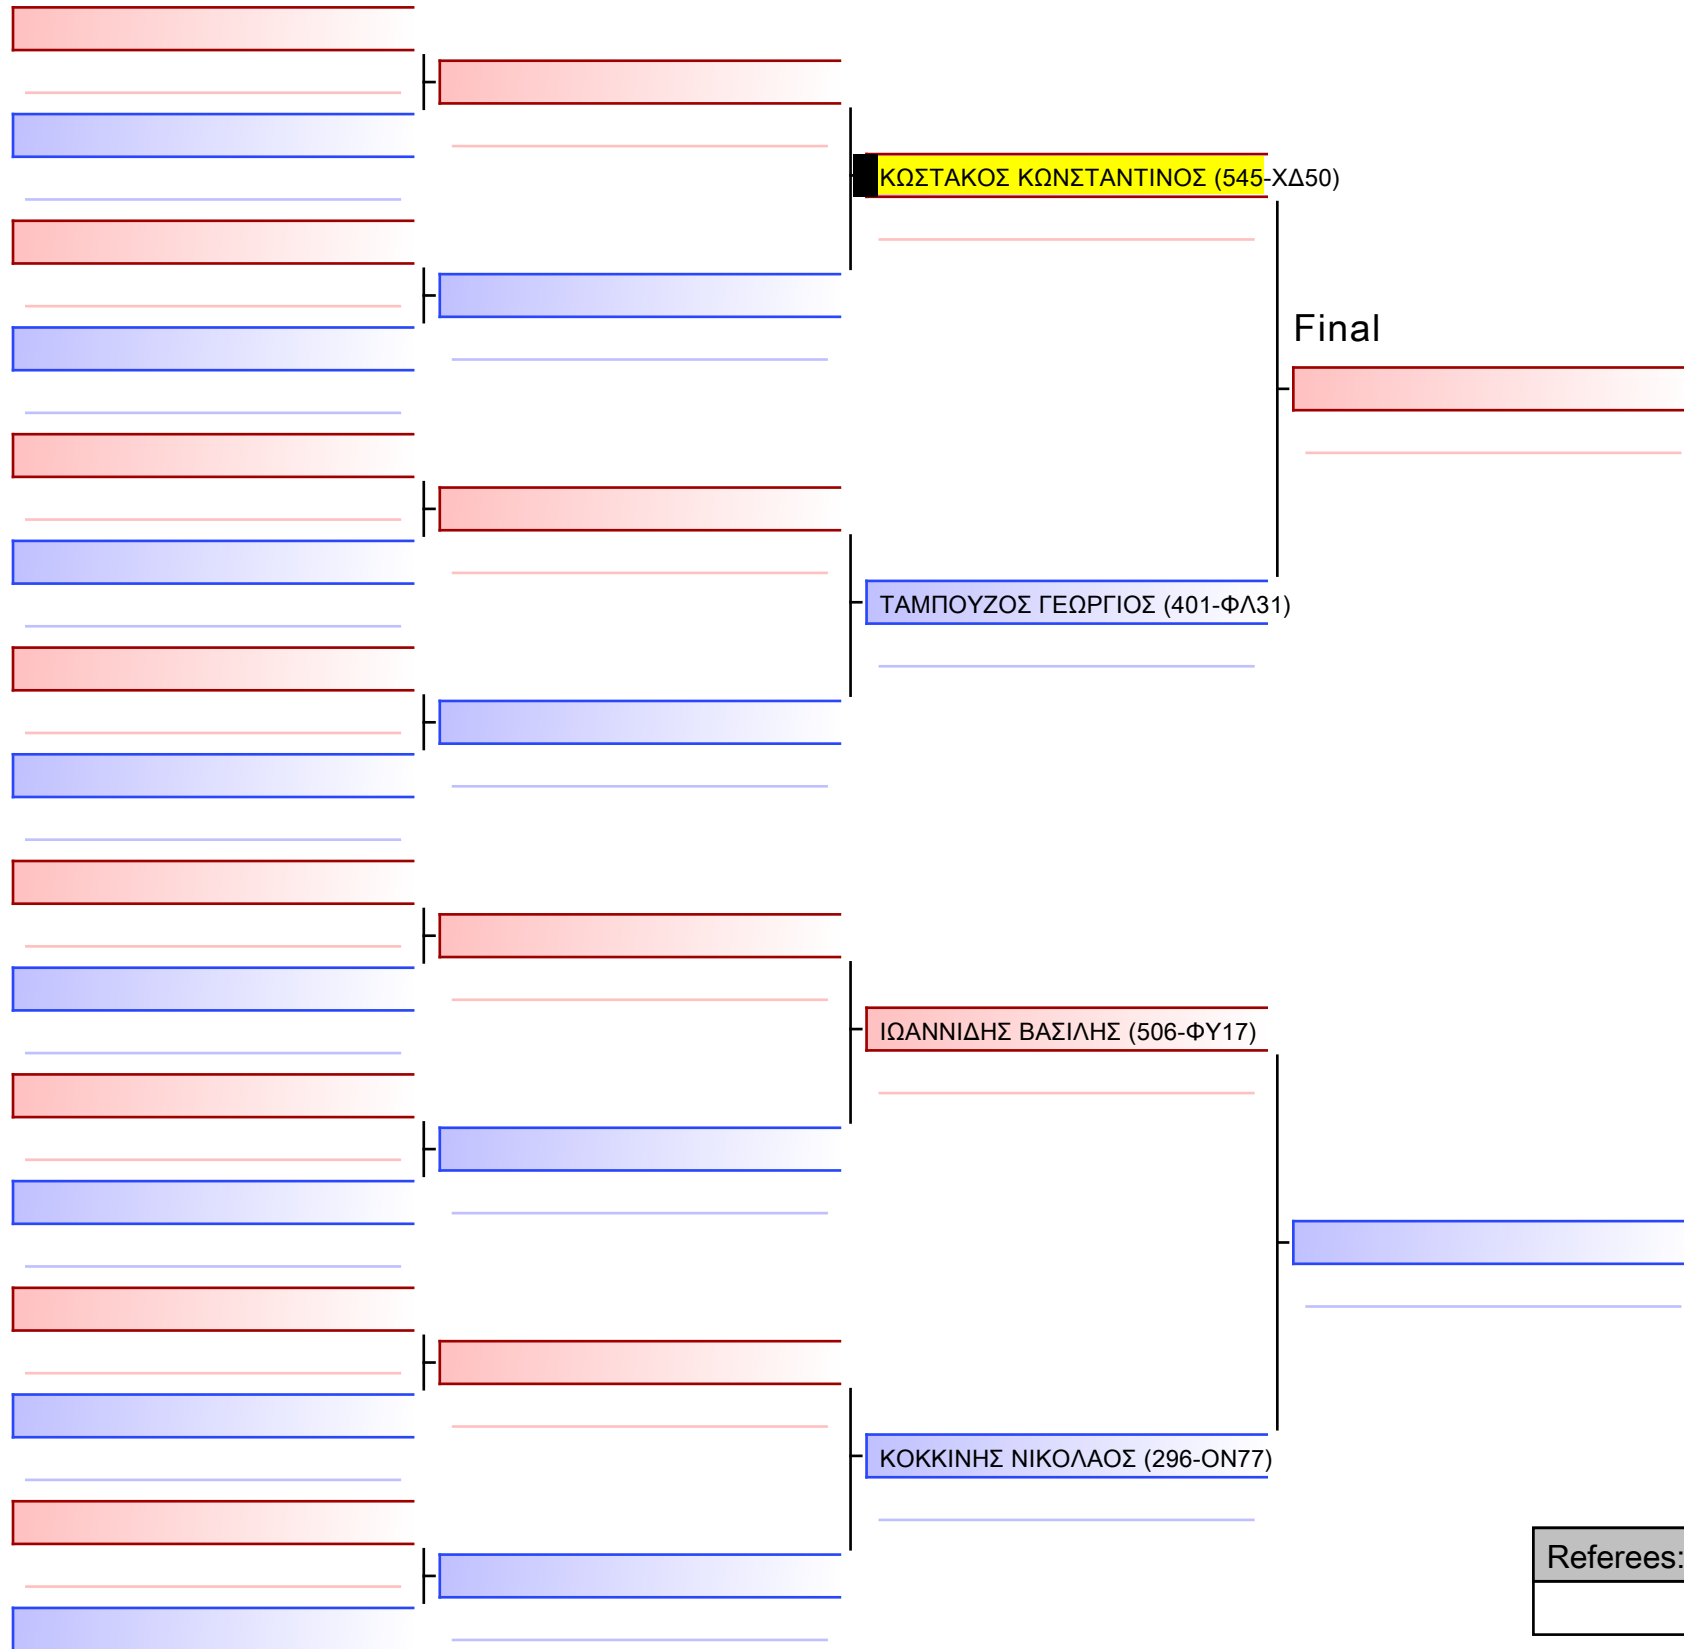 ΚΩΣΤΑΚΟΣ ΚΩΝΣΤΑΝΤΙΝΟΣ (545-ΧΔ50)
Final
ΤΑΜΠΟΥΖΟΣ ΓΕΩΡΓΙΟΣ (401-ΦΛ31)
ΙΩΑΝΝΙΔΗΣ ΒΑΣΙΛΗΣ (506-ΦΥ17)
ΚΟΚΚΙΝΗΣ ΝΙΚΟΛΑΟΣ (296-ΟΝ77)
Referees: